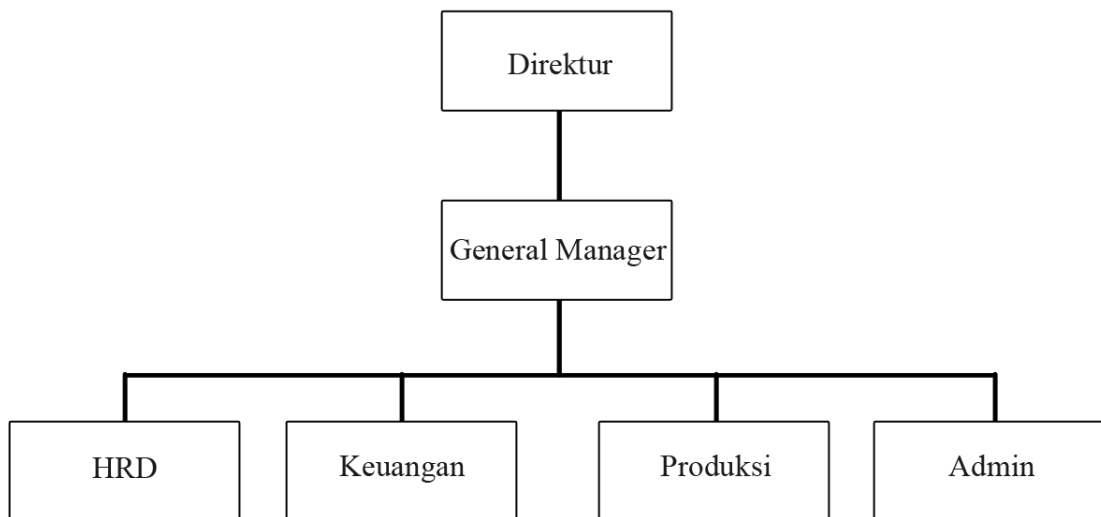 Direktur
General Manager
HRD
Keuangan
Produksi
Admin